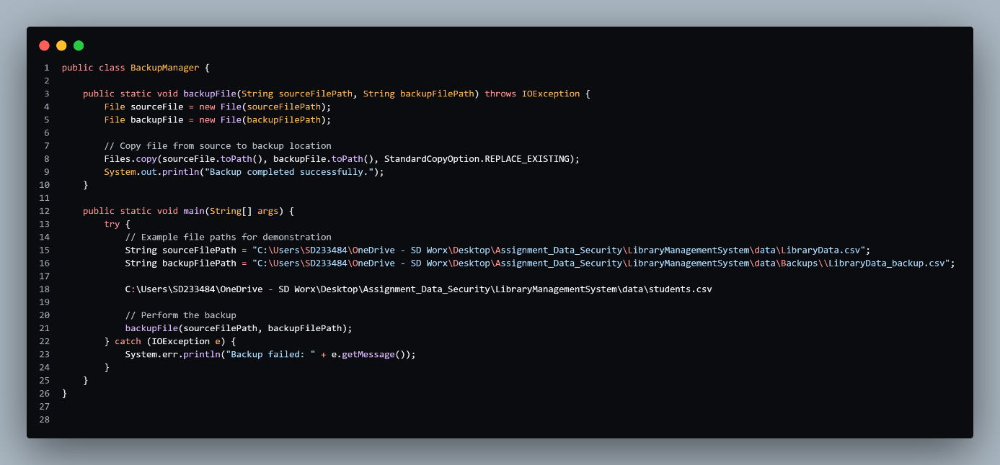 1 public class BackupManager {
2
3     public static void backupFile(String sourceFilePath, String backupFilePath) throws IOException {
4         File sourceFile = new File(sourceFilePath);
5         File backupFile = new File(backupFilePath);
6
7         // Copy file from source to backup location
8         Files.copy(sourceFile.toPath(), backupFile.toPath(), StandardCopyOption.REPLACE_EXISTING);
9         System.out.println("Backup completed successfully.");
10     }
11
12     public static void main(String[] args) {
13         try {
14             // Example file paths for demonstration
15             String sourceFilePath = "C:\Users\SD233484\OneDrive - SD Worx\Desktop\Assignment_Data_Security\LibraryManagementSystem\data\LibraryData.csv";
16             String backupFilePath = "C:\Users\SD233484\OneDrive - SD Worx\Desktop\Assignment_Data_Security\LibraryManagementSystem\data\Backups\\LibraryData_backup.csv";
17
18             C:\Users\SD233484\OneDrive - SD Worx\Desktop\Assignment_Data_Security\LibraryManagementSystem\data\students.csv
19
20             // Perform the backup
21             backupFile(sourceFilePath, backupFilePath);
22         } catch (IOException e) {
23             System.err.println("Backup failed: " + e.getMessage());
24         }
25     }
26 }
27
28